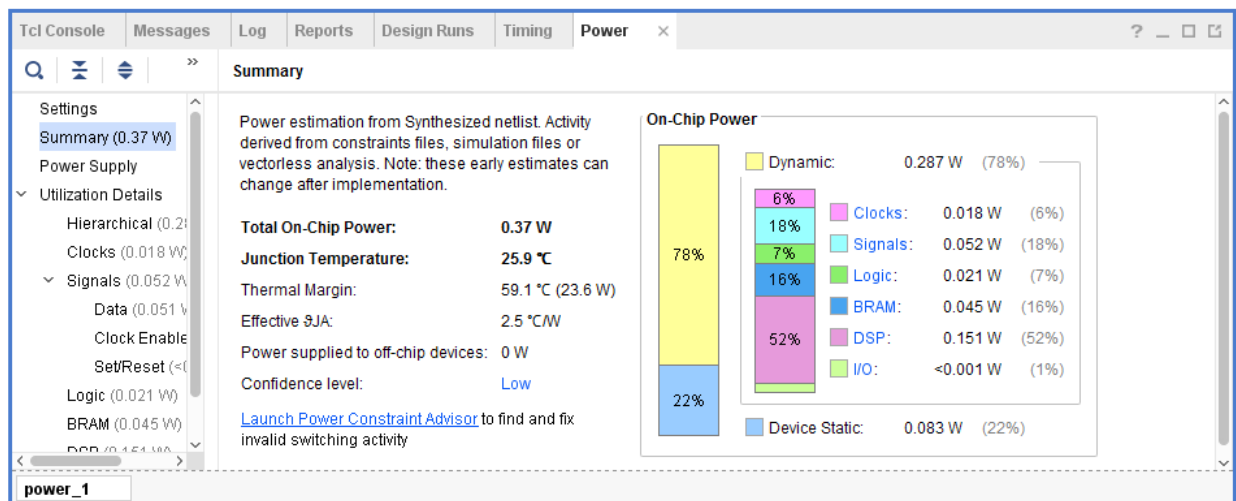 Tcl Console Messages Log Reports Design Runs Timing Power × ? _
» Summary
Settings
Summary (0.37 W)
Power Supply
Utilization Details
Hierarchical (0.2
Clocks (0.018 W)
Signals (0.052 W
Data (0.051
Clock Enable
Set/Reset (<
Logic (0.021 W)
BRAM (0.045 W)
DSP (0.151 W)
Power estimation from Synthesized netlist. Activity
derived from constraints files, simulation files or
vectorless analysis. Note: these early estimates can
change after implementation.
Total On-Chip Power: 0.37 W
Junction Temperature: 25.9 °C
Thermal Margin: 59.1 °C (23.6 W)
Effective ϑJA: 2.5 °C/W
Power supplied to off-chip devices: 0 W
Confidence level: Low
Launch Power Constraint Advisor to find and fix
invalid switching activity
On-Chip Power
78%
22%
Dynamic: 0.287 W (78%)
6%
18%
7%
16%
52%
Clocks: 0.018 W (6%)
Signals: 0.052 W (18%)
Logic: 0.021 W (7%)
BRAM: 0.045 W (16%)
DSP: 0.151 W (52%)
I/O: <0.001 W (1%)
Device Static: 0.083 W (22%)
power_1